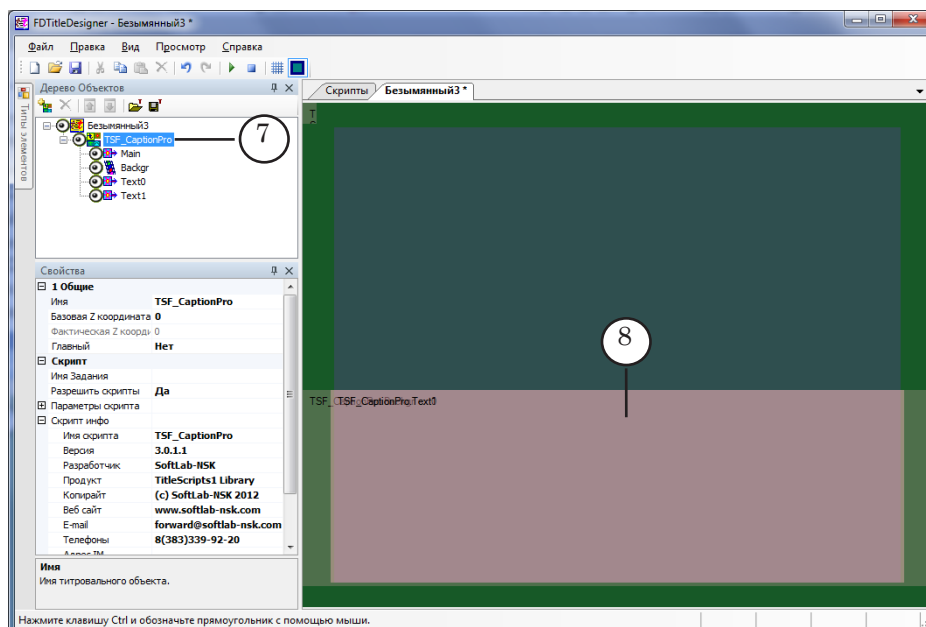 FDTitleDesigner - Безымянный3 *
Файл Правка Вид Просмотр Справка
Дерево Объектов
Скрипты Безымянный3 *
Типы элементов
T
Безымянный3
TSF_CaptionPro
7
Main
Backgr
Text0
Text1
Свойства
1 Общие
Имя TSF_CaptionPro
Базовая Z координата 0
Фактическая Z коорди 0
Главный Нет
Скрипт
Имя Задания
Разрешить скрипты Да
Параметры скрипта
Скрипт инфо
Имя скрипта TSF_CaptionPro
Версия 3.0.1.1
Разработчик SoftLab-NSK
Продукт TitleScripts1 Library
Копирайт (c) SoftLab-NSK 2012
Веб сайт www.softlab-nsk.com
E-mail forward@softlab-nsk.com
Телефоны 8(383)339-92-20
8
TSF_CaptionPro.Text0
Имя
Имя титровального объекта.
Нажмите клавишу Ctrl и обозначьте прямоугольник с помощью мыши.